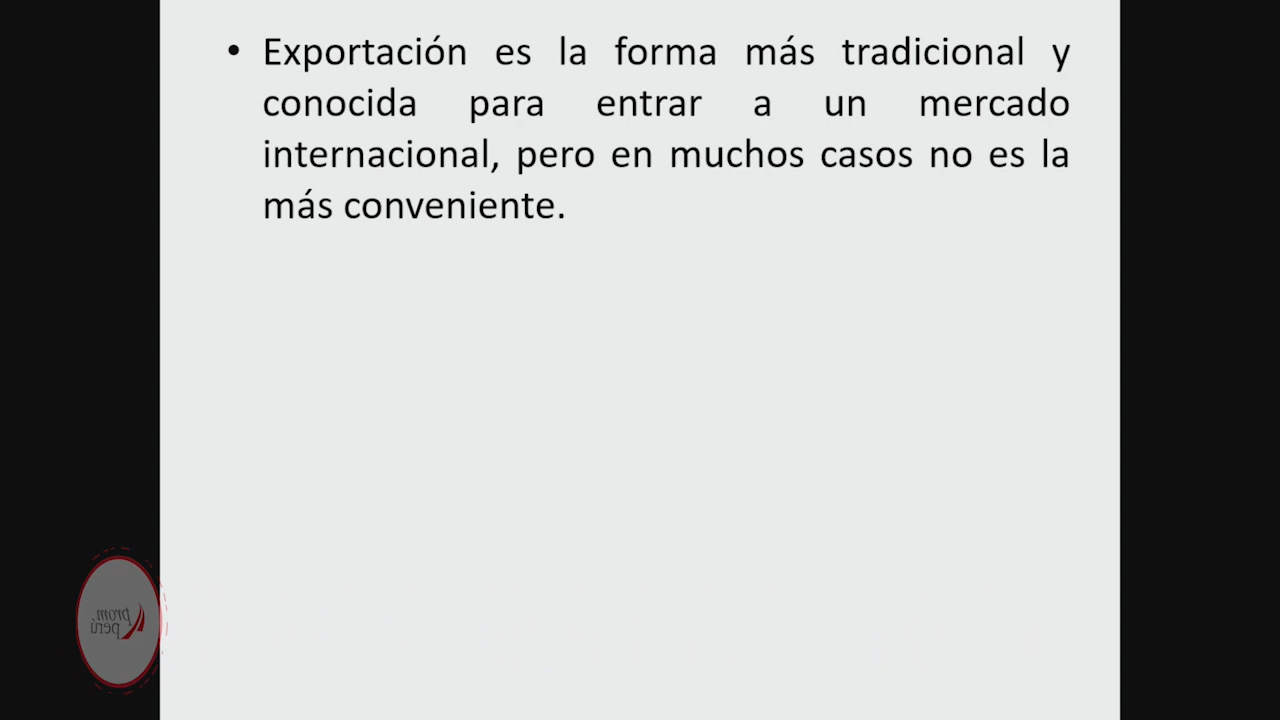 • Exportación es la forma más tradicional y
conocida para entrar a un mercado
internacional, pero en muchos casos no es la
más conveniente.
prom
perú